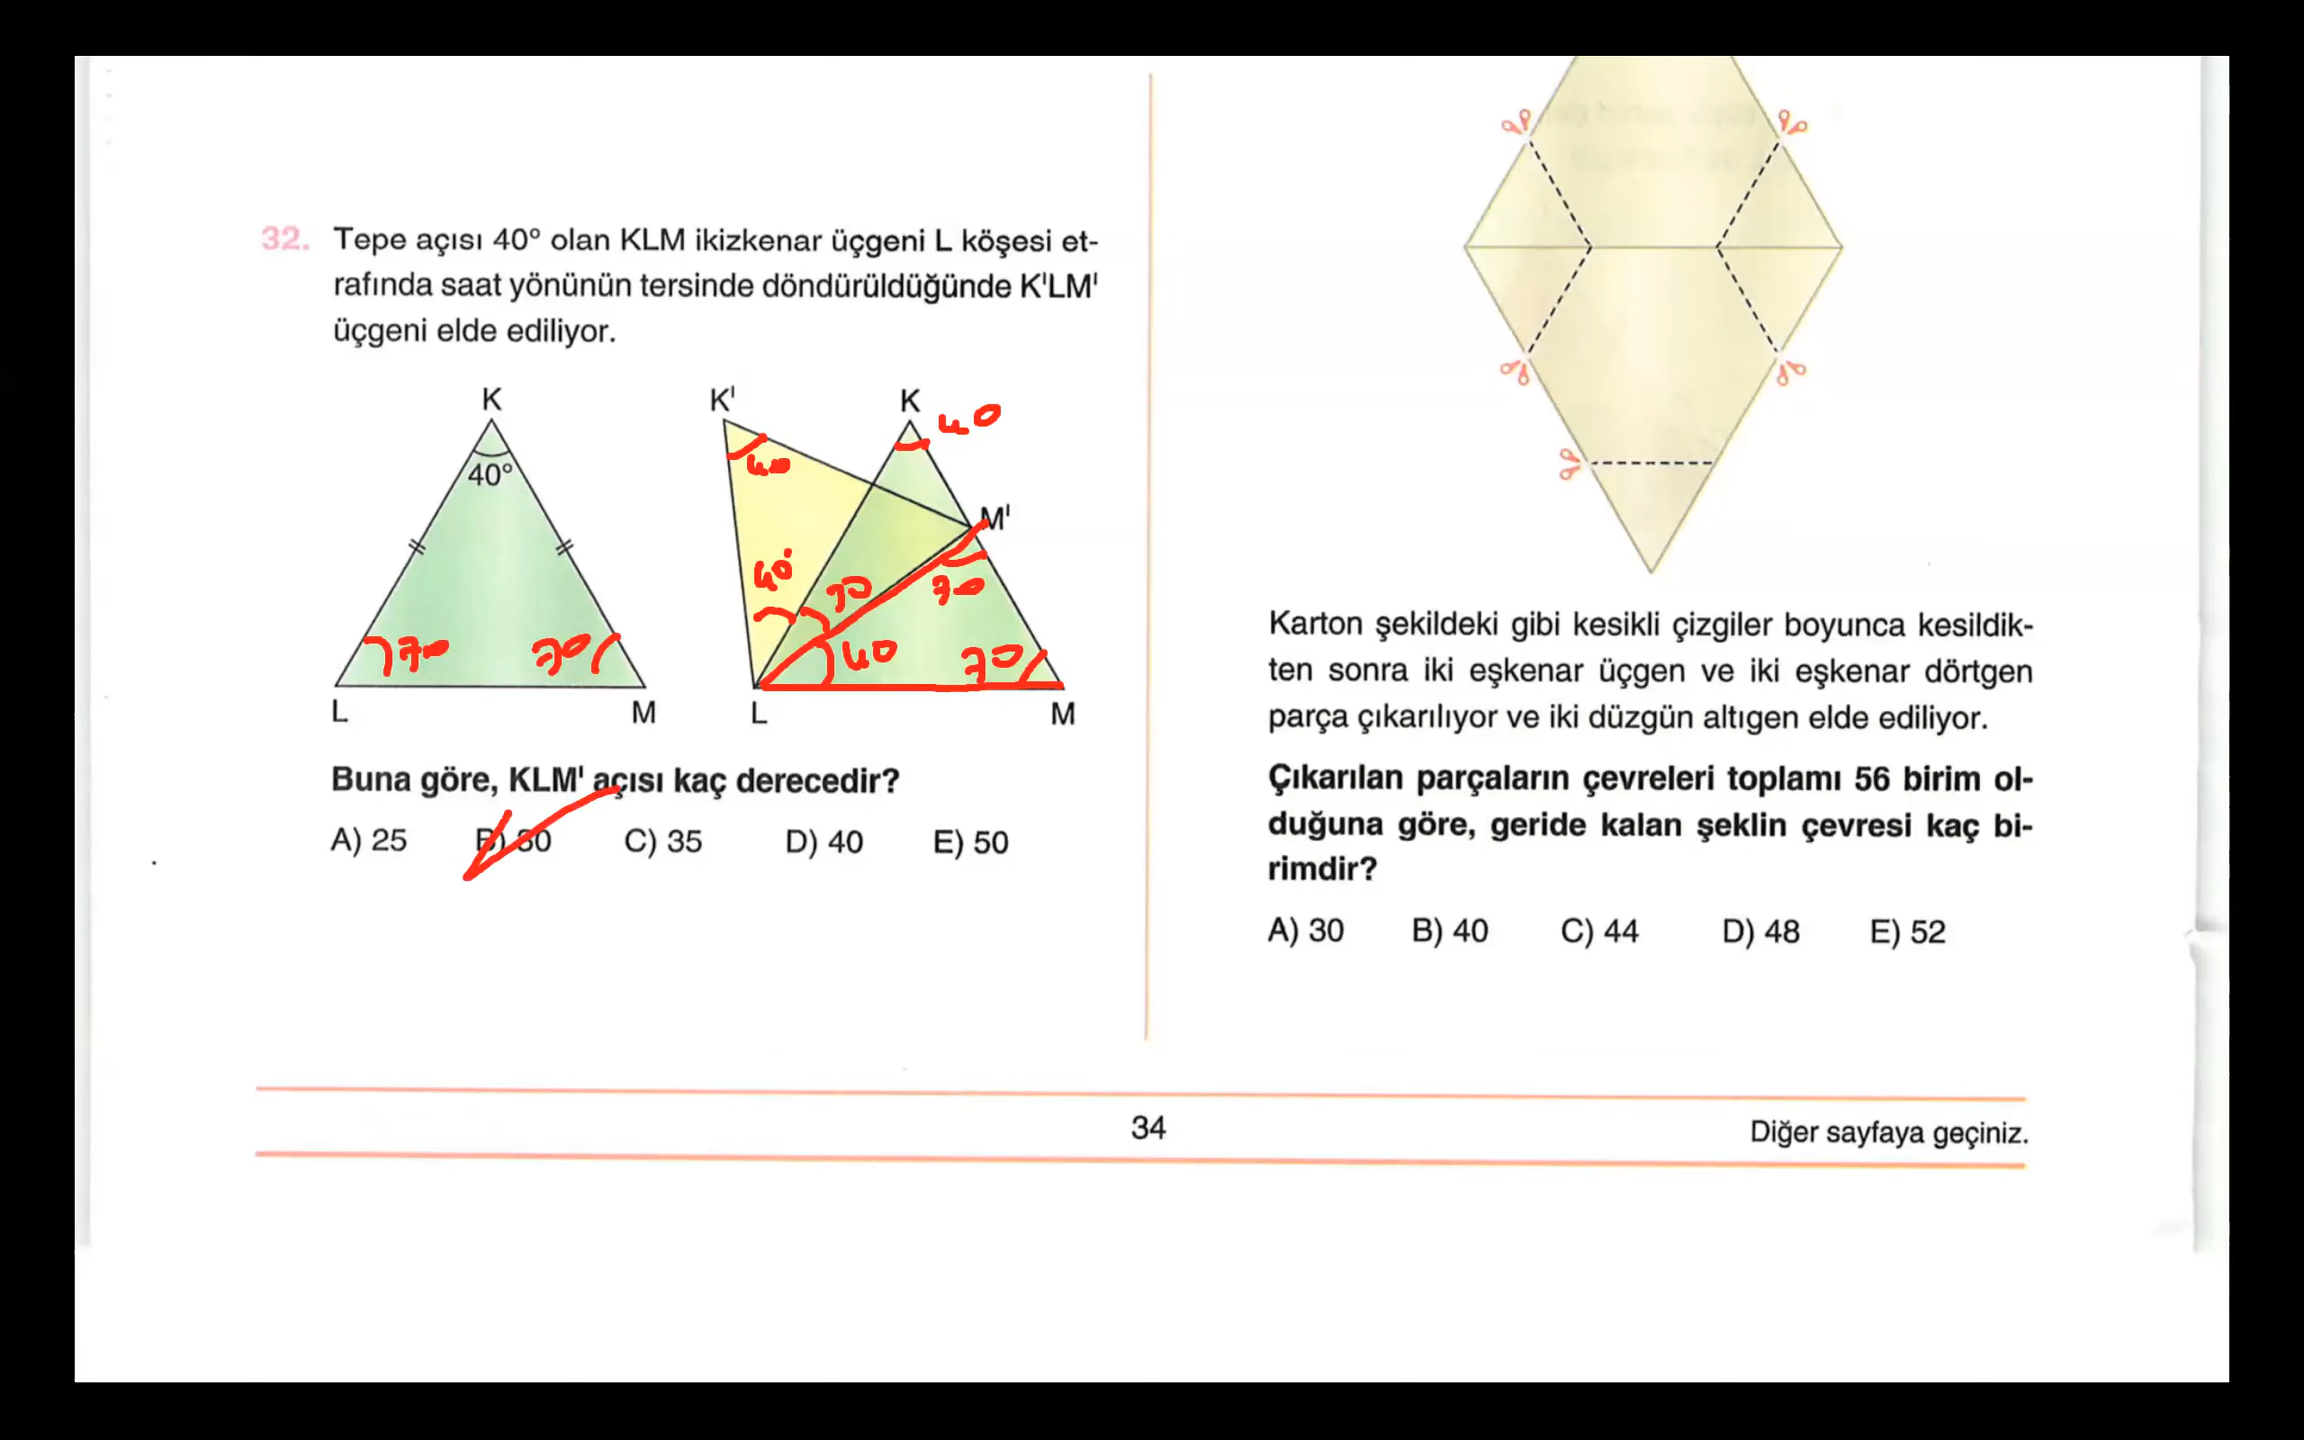 32. Tepe açısı 40° olan KLM ikizkenar üçgeni L köşesi et-
rafında saat yönünün tersinde döndürüldüğünde K'LM'
üçgeni elde ediliyor.
K
40°
70
70
L
M
K'
K
40
40
M'
40°
30
70
40
70
L
M
Buna göre, KLM' açısı kaç derecedir?
A) 25 B) 30 C) 35 D) 40 E) 50
Karton şekildeki gibi kesikli çizgiler boyunca kesildik-
ten sonra iki eşkenar üçgen ve iki eşkenar dörtgen
parça çıkarılıyor ve iki düzgün altıgen elde ediliyor.
Çıkarılan parçaların çevreleri toplamı 56 birim ol-
duğuna göre, geride kalan şeklin çevresi kaç bi-
rimdir?
A) 30 B) 40 C) 44 D) 48 E) 52
34
Diğer sayfaya geçiniz.